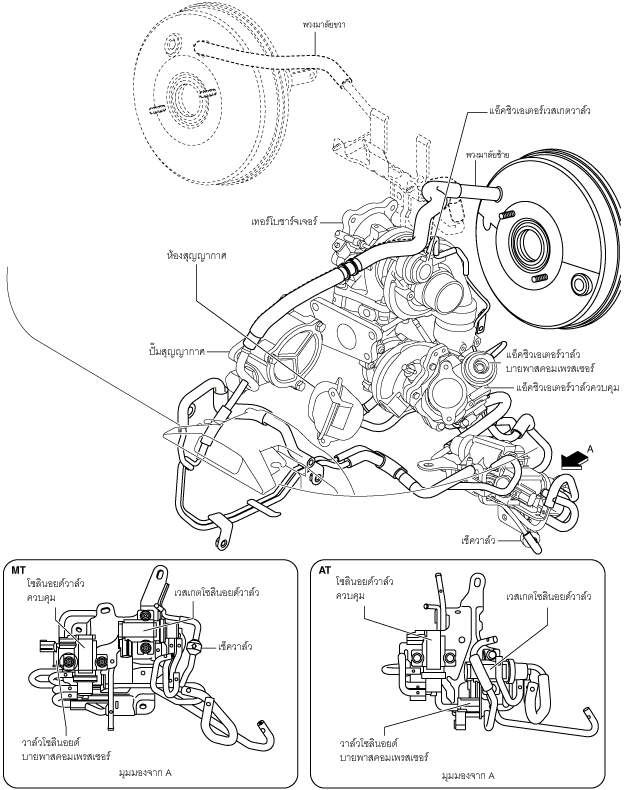 พวงมาลัยขวา
แอ็คชิวเอเตอร์เวสเกตวาล์ว
พวงมาลัยซ้าย
เทอร์โบชาร์จเจอร์
ห้องสุญญากาศ
ปั๊มสุญญากาศ
แอ็คชิวเอเตอร์วาล์ว
บายพาสคอมเพรสเซอร์
แอ็คชิวเอเตอร์วาล์วควบคุม
A
เช็ควาล์ว
MT
โซลินอยด์วาล์ว
ควบคุม
เวสเกตโซลินอยด์วาล์ว
เช็ควาล์ว
วาล์วโซลินอยด์
บายพาสคอมเพรสเซอร์
มุมมองจาก A
AT
โซลินอยด์วาล์ว
ควบคุม
เวสเกตโซลินอยด์วาล์ว
วาล์วโซลินอยด์
บายพาสคอมเพรสเซอร์
มุมมองจาก A